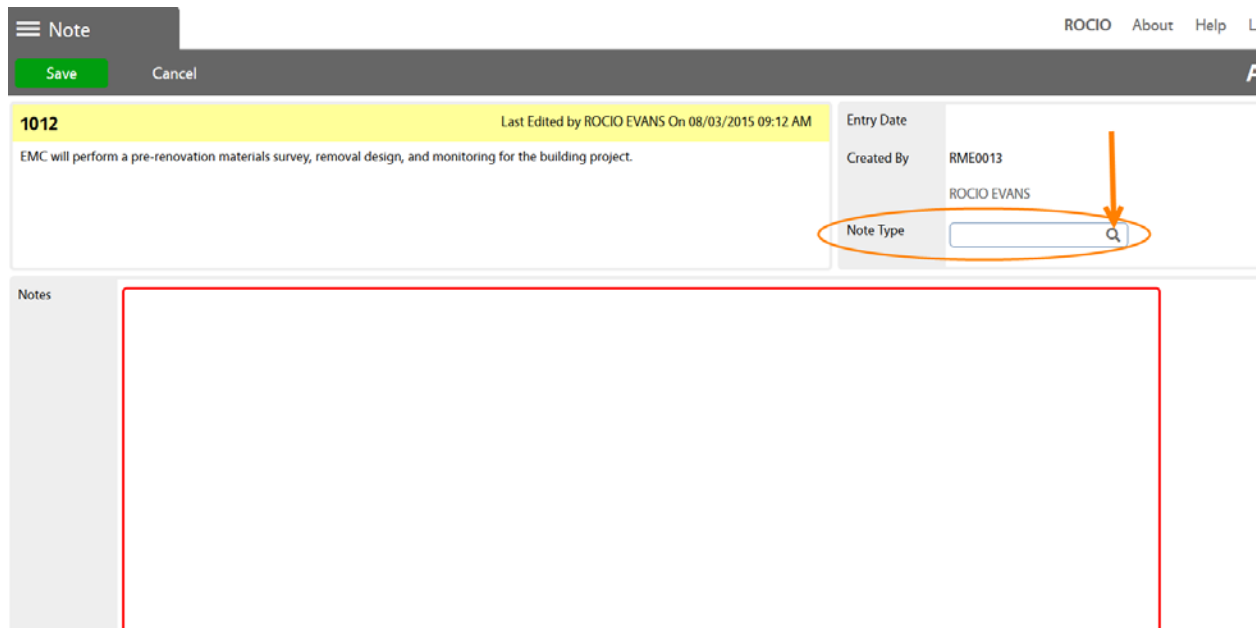 Note
ROCIO About Help
Save Cancel
1012 Last Edited by ROCIO EVANS On 08/03/2015 09:12 AM
EMC will perform a pre-renovation materials survey, removal design, and monitoring for the building project.
Entry Date
Created By RME0013
ROCIO EVANS
Note Type
Notes